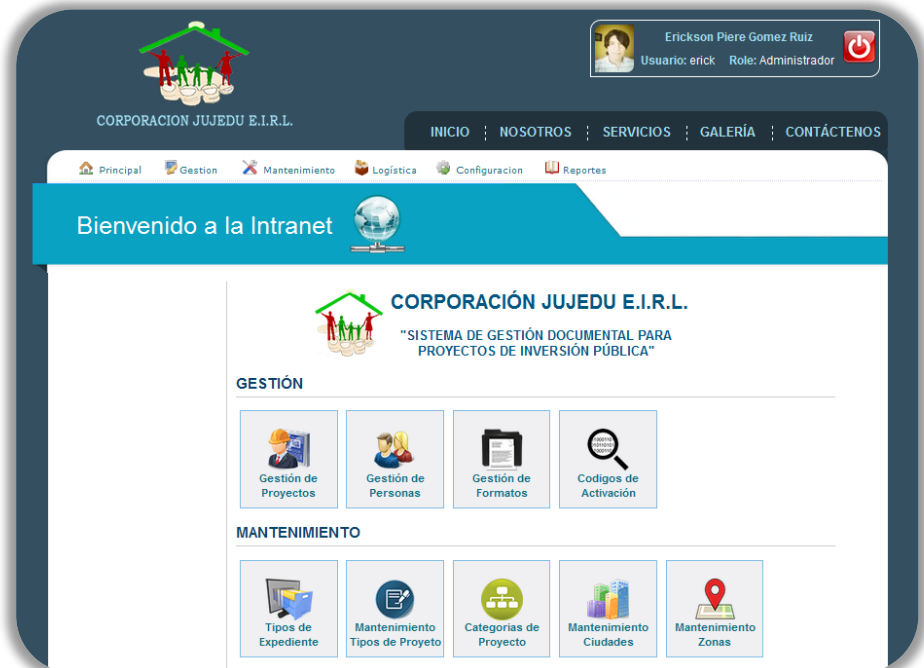 Erickson Piere Gomez Ruiz
Usuario: erick Role: Administrador
CORPORACION JUJEDU E.I.R.L.
INICIO ¦ NOSOTROS ¦ SERVICIOS ¦ GALERÍA ¦ CONTÁCTENOS
Principal Gestion Mantenimiento Logística Configuracion Reportes
Bienvenido a la Intranet
CORPORACIÓN JUJEDU E.I.R.L.
"SISTEMA DE GESTIÓN DOCUMENTAL PARA
PROYECTOS DE INVERSIÓN PÚBLICA"
GESTIÓN
Gestión de
Proyectos
Gestión de
Personas
Gestión de
Formatos
Codigos de
Activación
MANTENIMIENTO
Tipos de
Expediente
Mantenimiento
Tipos de Proyeto
Categorias de
Proyecto
Mantenimiento
Ciudades
Mantenimiento
Zonas